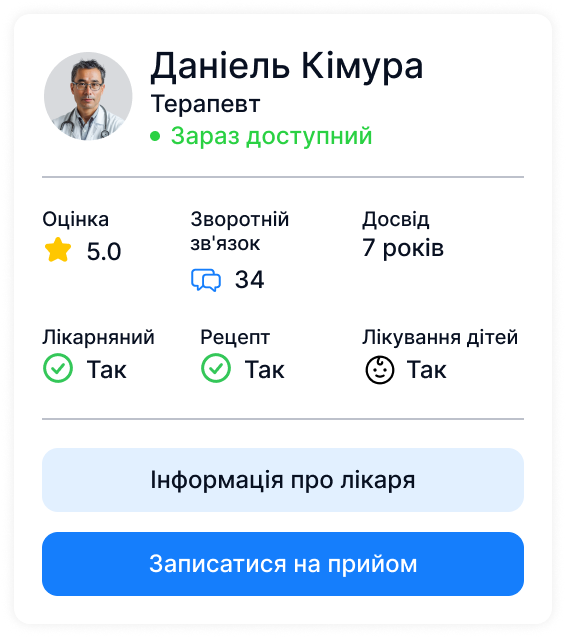 Даніель Кімура
Терапевт
Зараз доступний
Оцінка
5.0
Зворотній
зв'язок
34
Досвід
7 років
Лікарняний
Так
Рецепт
Так
Лікування дітей
Так
Інформація про лікаря
Записатися на прийом